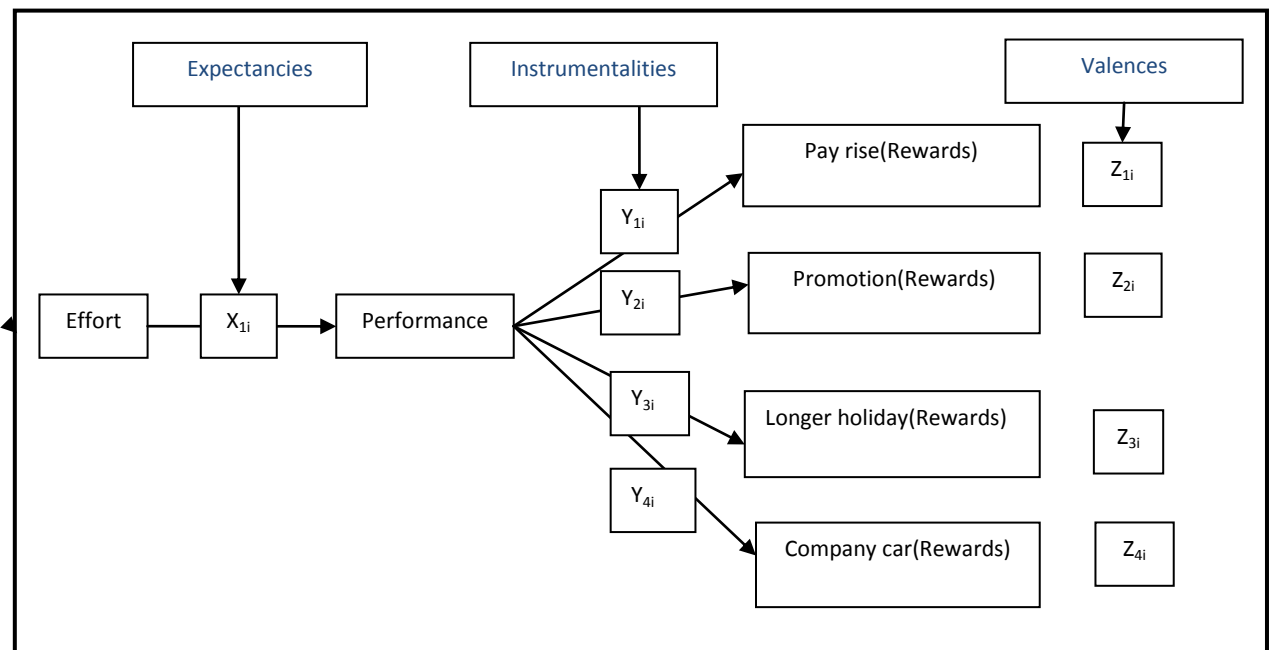 Expectancies
Instrumentalities
Valences
Pay rise(Rewards)
Z1i
Y1i
Promotion(Rewards)
Z2i
Y2i
Effort
X1i
Performance
Y3i
Longer holiday(Rewards)
Z3i
Y4i
Company car(Rewards)
Z4i